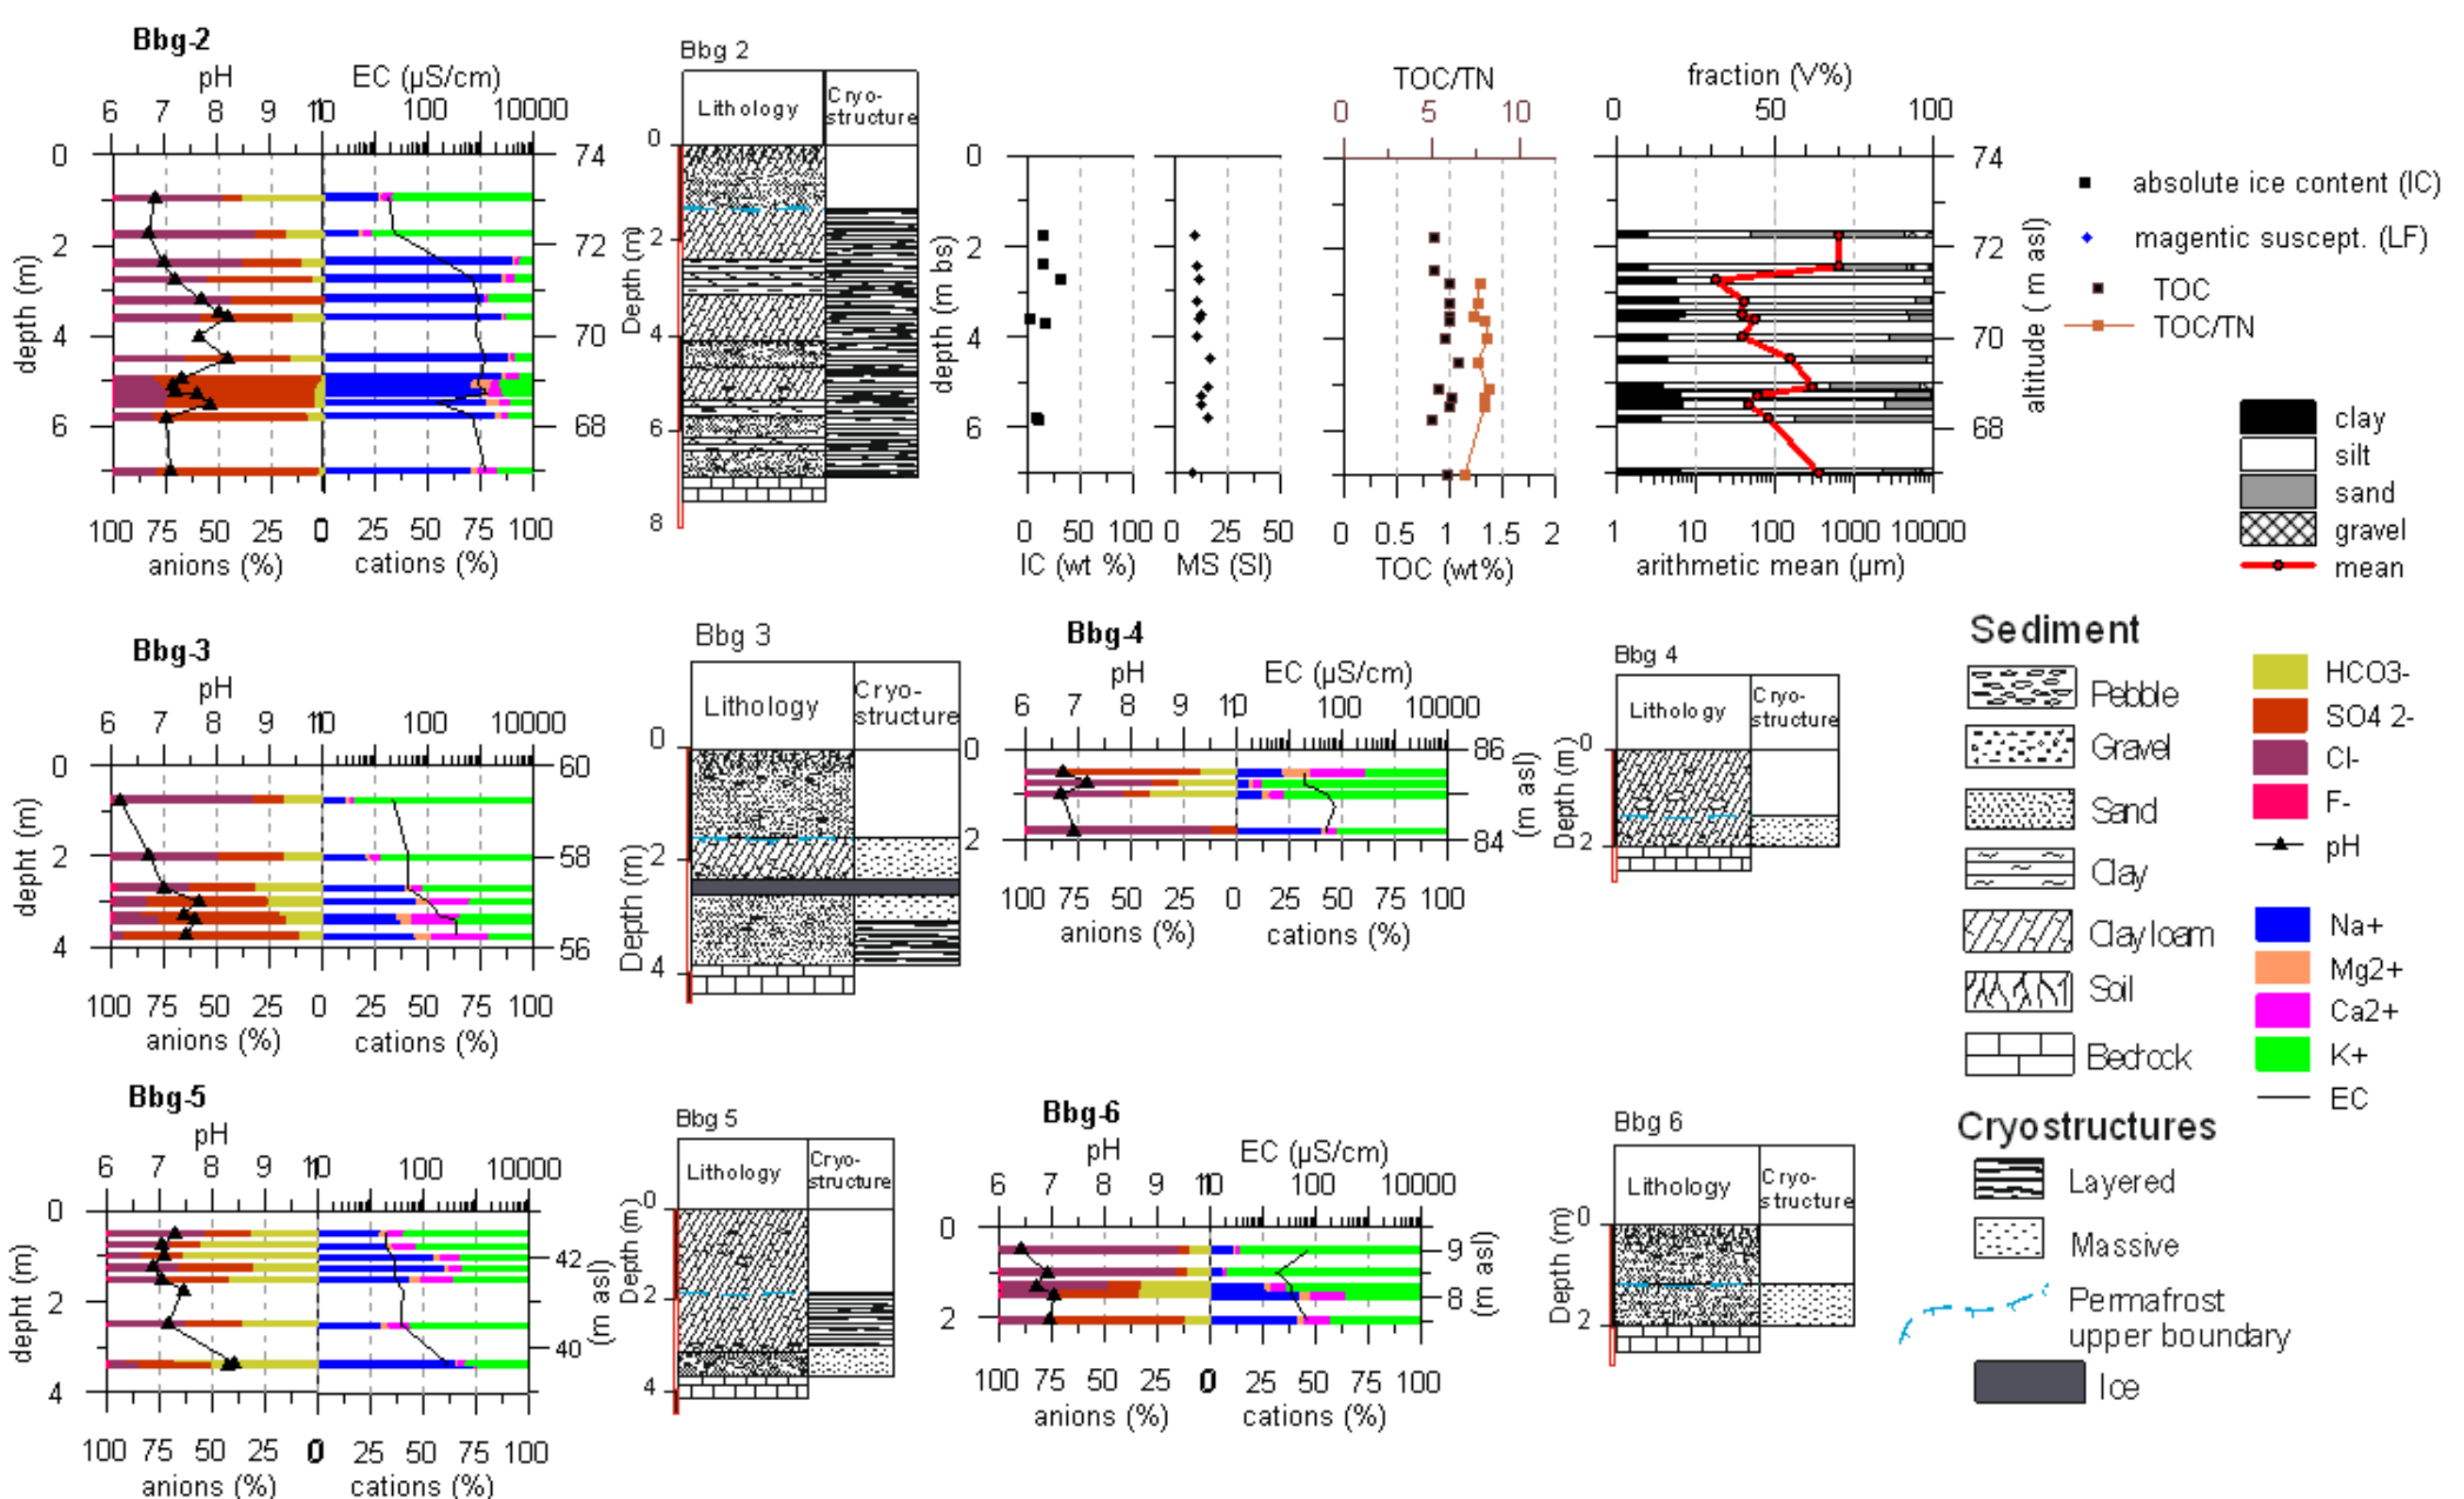 Bbg-2
pH
EC (µS/cm)
6 7 8 9 10
10 100 10000
0 2 4 6
depth (m)
74 72 70 68
100 75 50 25 0
anions (%)
0 25 50 75 100
cations (%)
Bbg 2
Lithology
Cryo-
structure
Depth (m)
0 2 4 6 8
depth (m bs)
0 2 4 6
0 50 100
IC (wt %)
0 25 50
MS (SI)
TOC/TN
0 5 10
0 0.5 1 1.5 2
TOC (wt%)
fraction (V%)
0 50 100
74 72 70 68
altitude ( m asl)
1 10 100 1000 10000
arithmetic mean (µm)
absolute ice content (IC)
magentic suscept. (LF)
TOC
TOC/TN
clay
silt
sand
gravel
mean
Bbg-3
pH
6 7 8 9 10
10 100 10000
0 2 4
depht (m)
60 58 56
100 75 50 25 0
anions (%)
25 50 75 100
cations (%)
Bbg 3
Lithology
Cryo-
structure
Depth (m)
0 2 4
Bbg-4
pH
EC (µS/cm)
6 7 8 9 10
10 100 10000
0 2
86 84
(m asl)
100 75 50 25 0
anions (%)
25 50 75 100
cations (%)
Bbg 4
Lithology
Cryo-
structure
Depth (m)
0 2
Sediment
Pebble
Gravel
Sand
Clay
Clay loam
Soil
Bedrock
HCO3-
SO4 2-
Cl-
F-
pH
Na+
Mg2+
Ca2+
K+
EC
Bbg-5
pH
6 7 8 9 10
10 100 10000
0 2 4
depht (m)
42 40
(m asl)
100 75 50 25 0
anions (%)
0 25 50 75 100
cations (%)
Bbg 5
Lithology
Cryo-
structure
Depth (m)
0 2 4
Bbg-6
pH
EC (µS/cm)
6 7 8 9 10
10 100 10000
0 2
9 8
(m asl)
100 75 50 25 0
anions (%)
0 25 50 75 100
cations (%)
Bbg 6
Lithology
Cryo-
structure
Depth (m)
0 2
Cryostructures
Layered
Massive
Permafrost
upper boundary
Ice